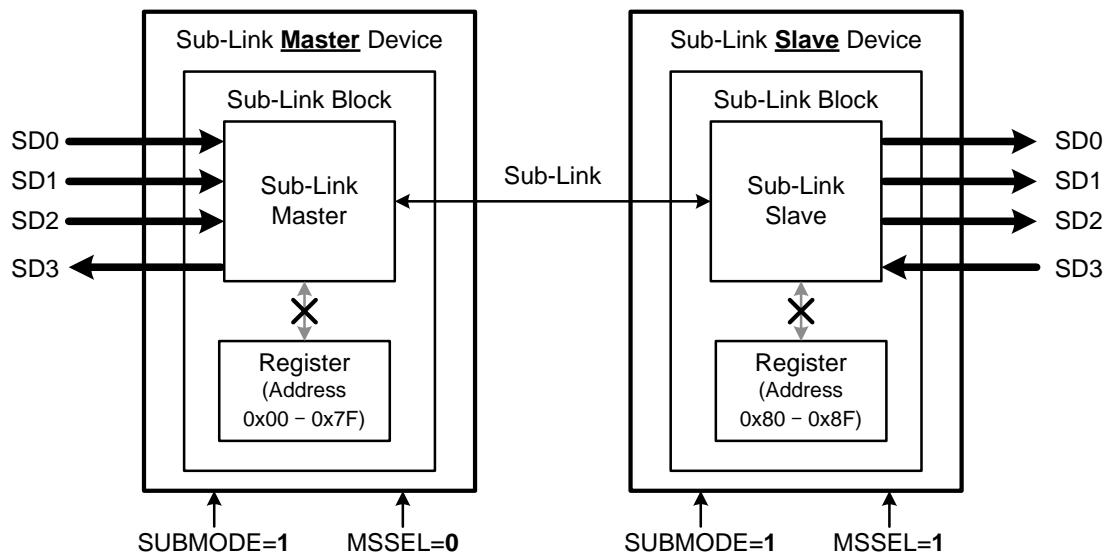 Sub-Link Master Device
Sub-Link Block
SD0
SD1
SD2
SD3
Sub-Link
Master
Register
(Address
0x00 – 0x7F)
SUBMODE=1
MSSEL=0
Sub-Link
Sub-Link Slave Device
Sub-Link Block
Sub-Link
Slave
SD0
SD1
SD2
SD3
Register
(Address
0x80 – 0x8F)
SUBMODE=1
MSSEL=1